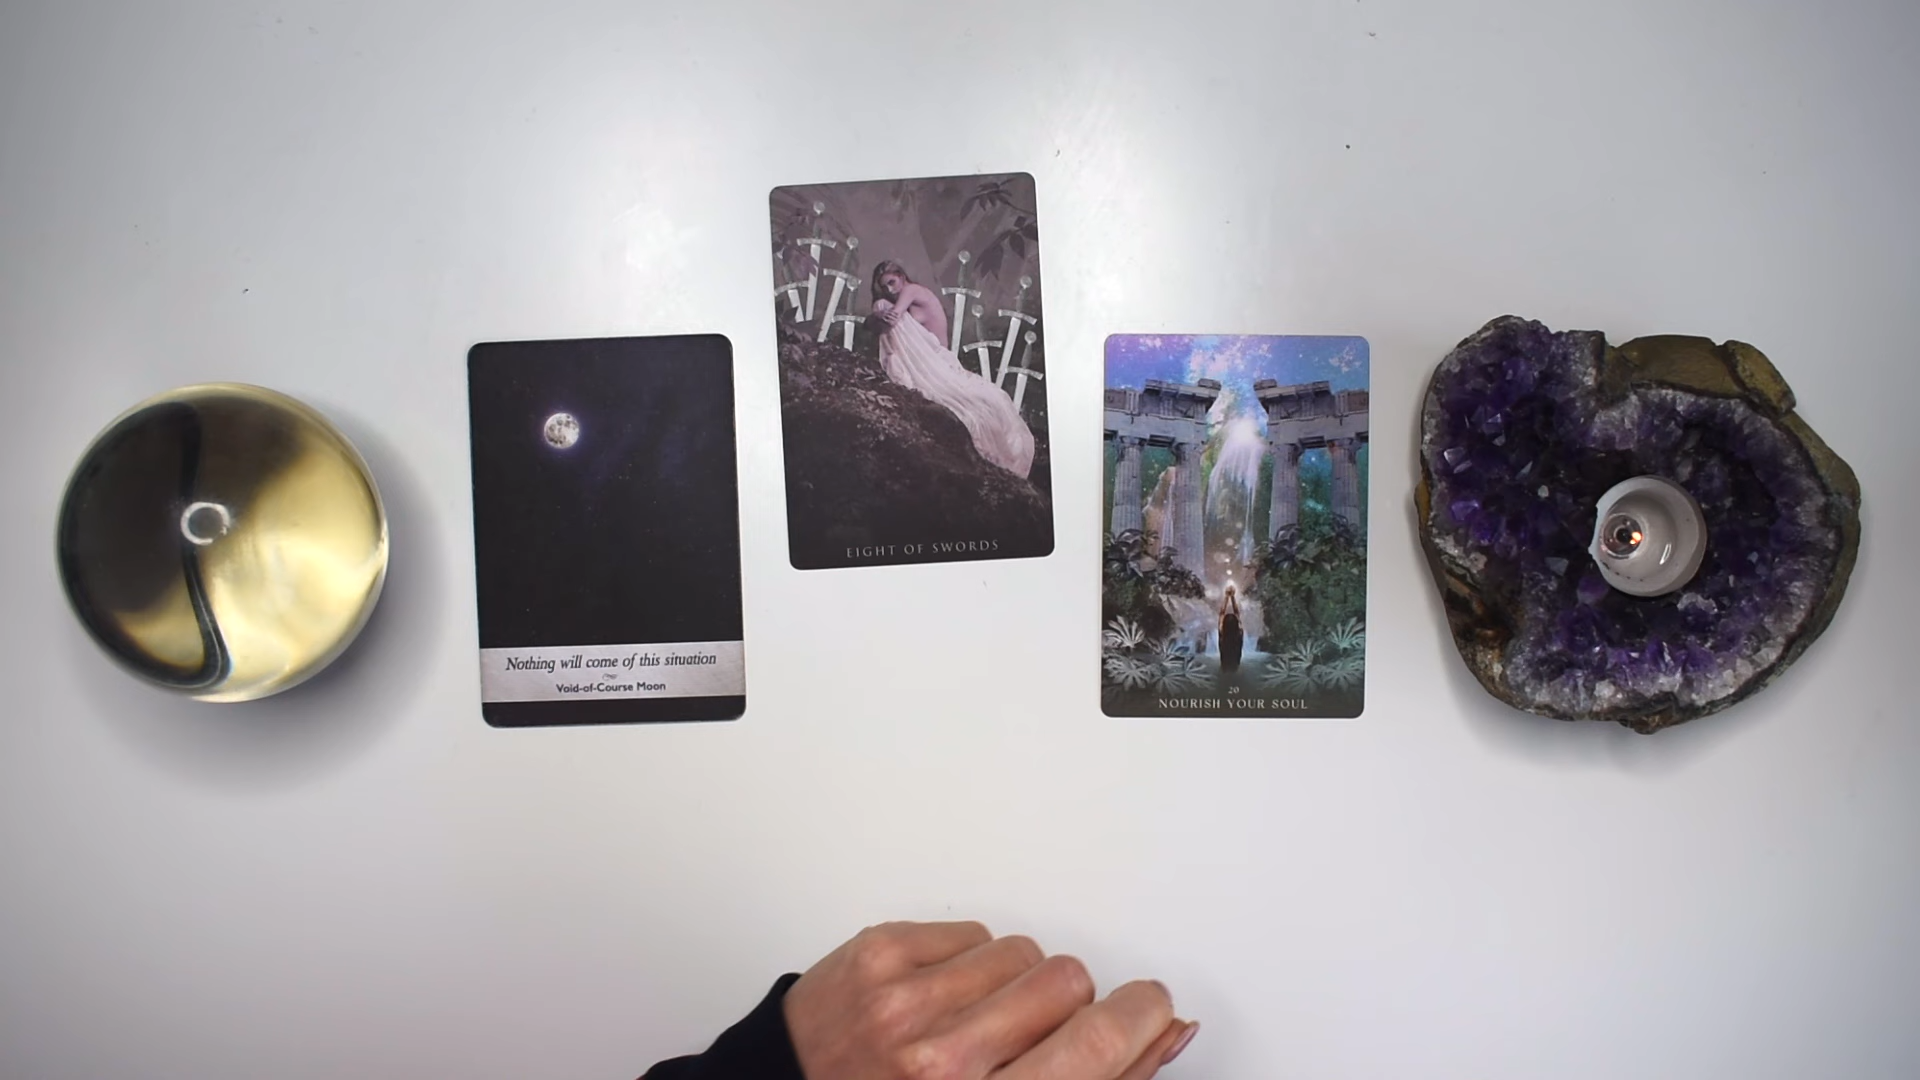 Nothing will come of this situation
Void-of-Course Moon
EIGHT OF SWORDS
20
NOURISH YOUR SOUL